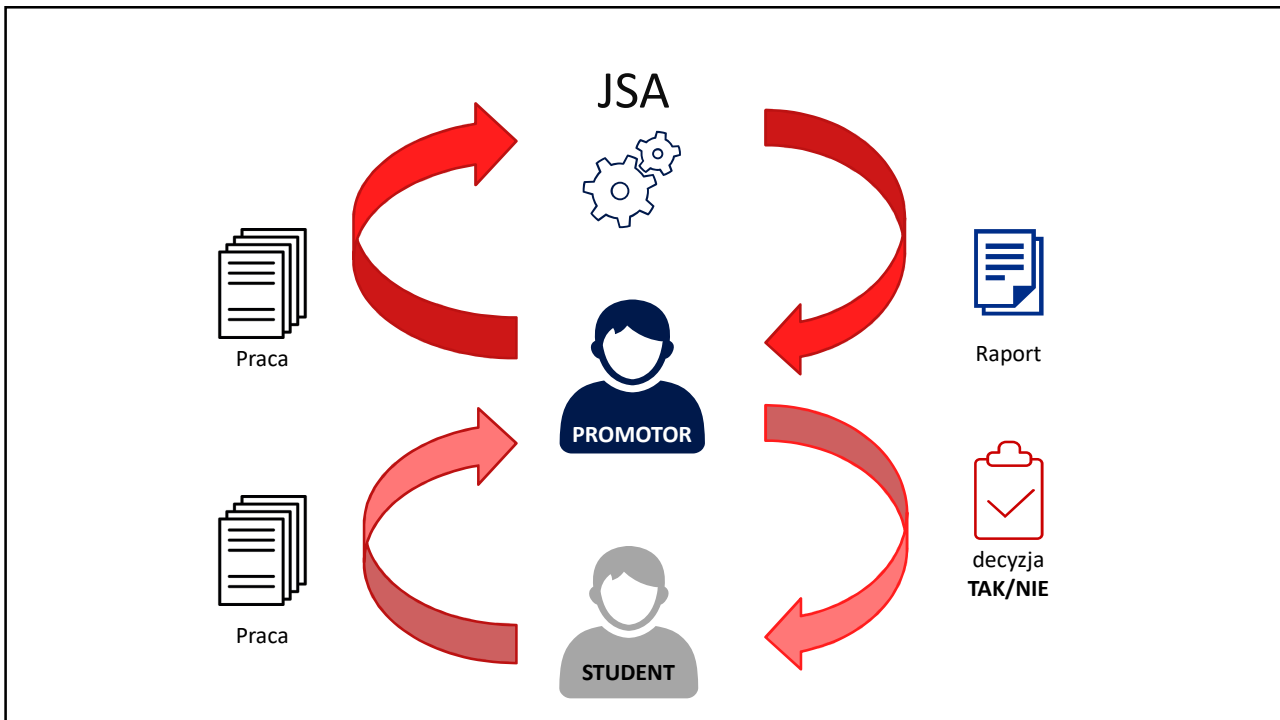 JSA
Praca
Raport
PROMOTOR
decyzja
TAK/NIE
Praca
STUDENT